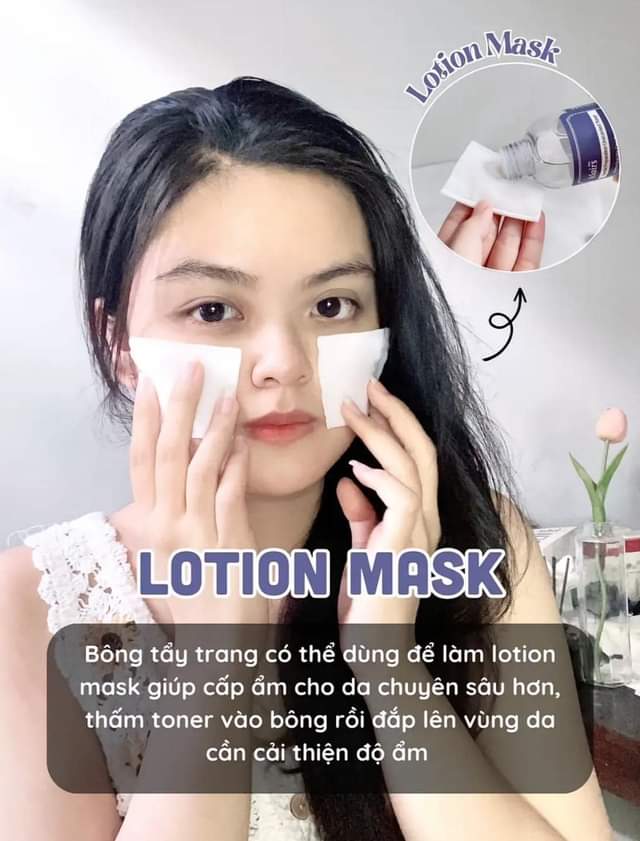 Lotion Mask
LOTION MASK
Bông tẩy trang có thể dùng để làm lotion
mask giúp cấp ẩm cho da chuyên sâu hơn,
thấm toner vào bông rồi đắp lên vùng da
cần cải thiện độ ẩm